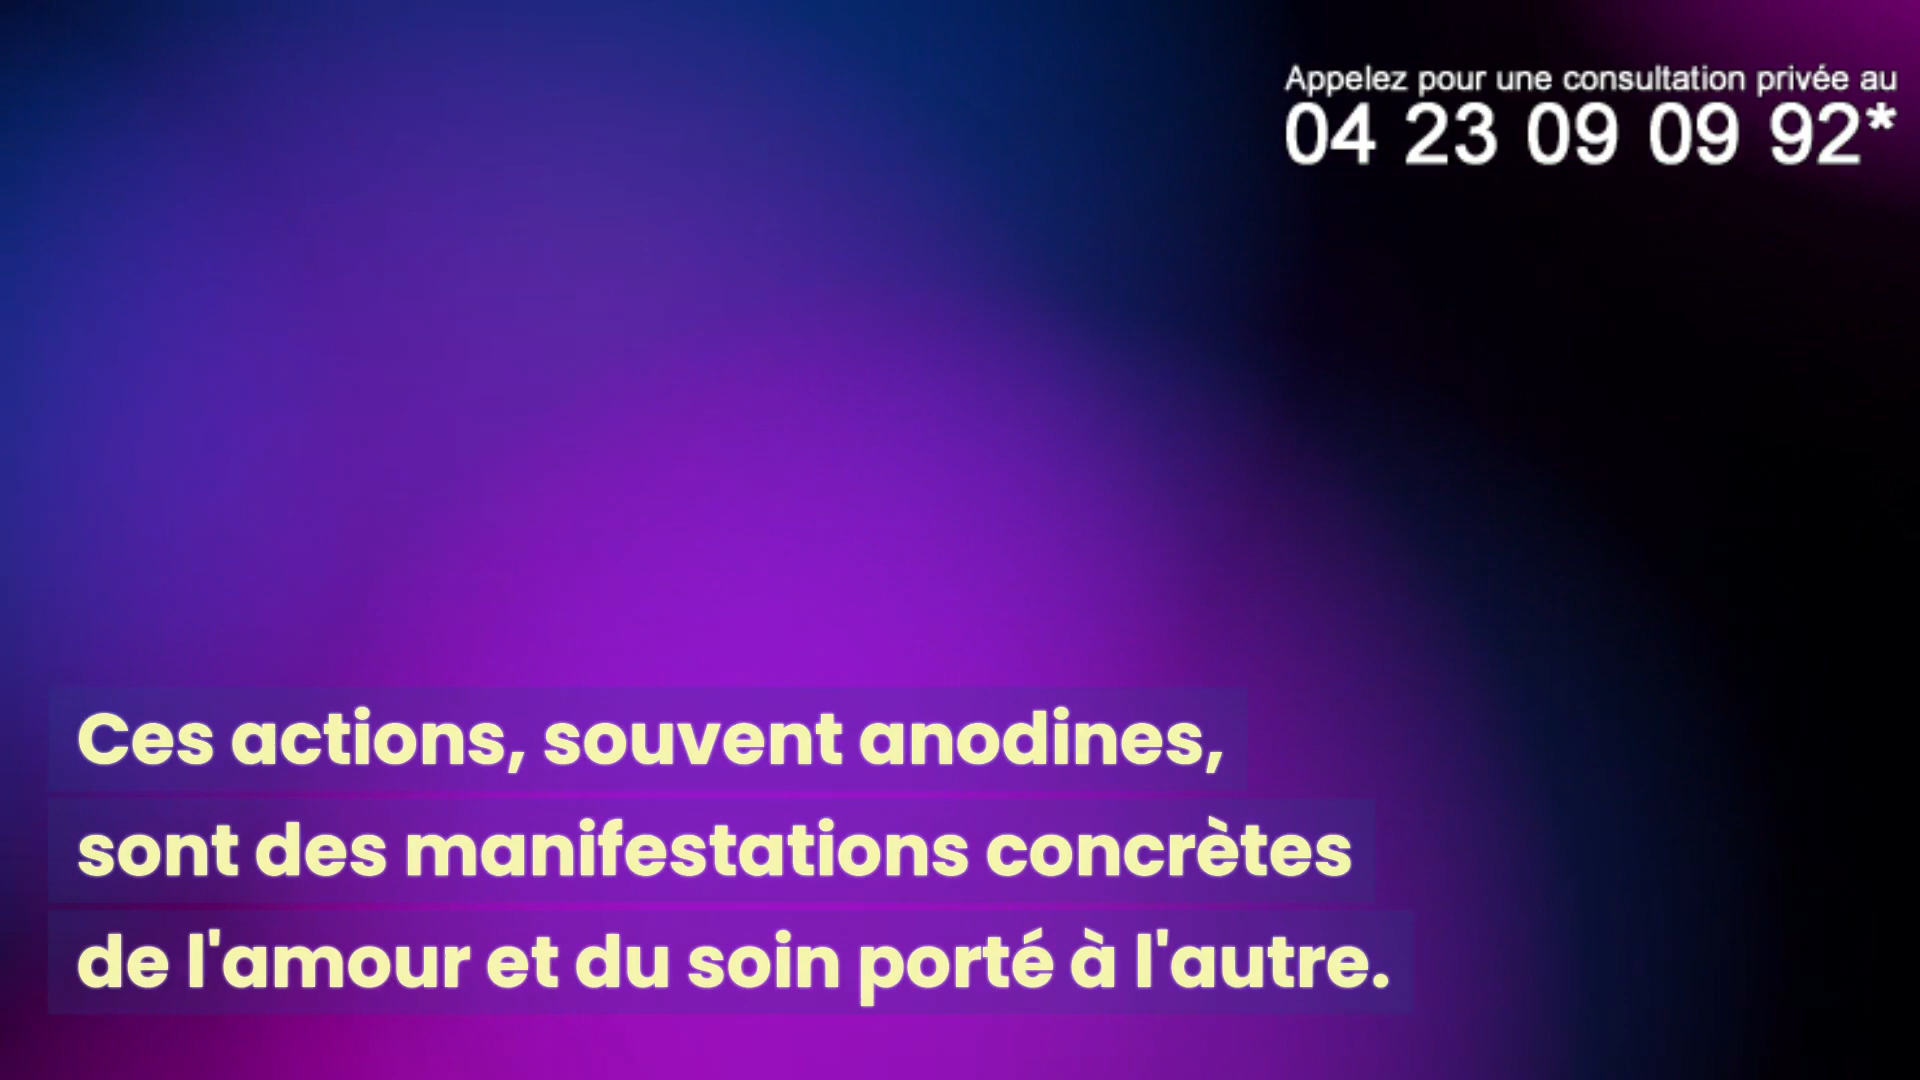 Appelez pour une consultation privée au
04 23 09 09 92*
Ces actions, souvent anodines,
sont des manifestations concrètes
de l'amour et du soin porté à l'autre.